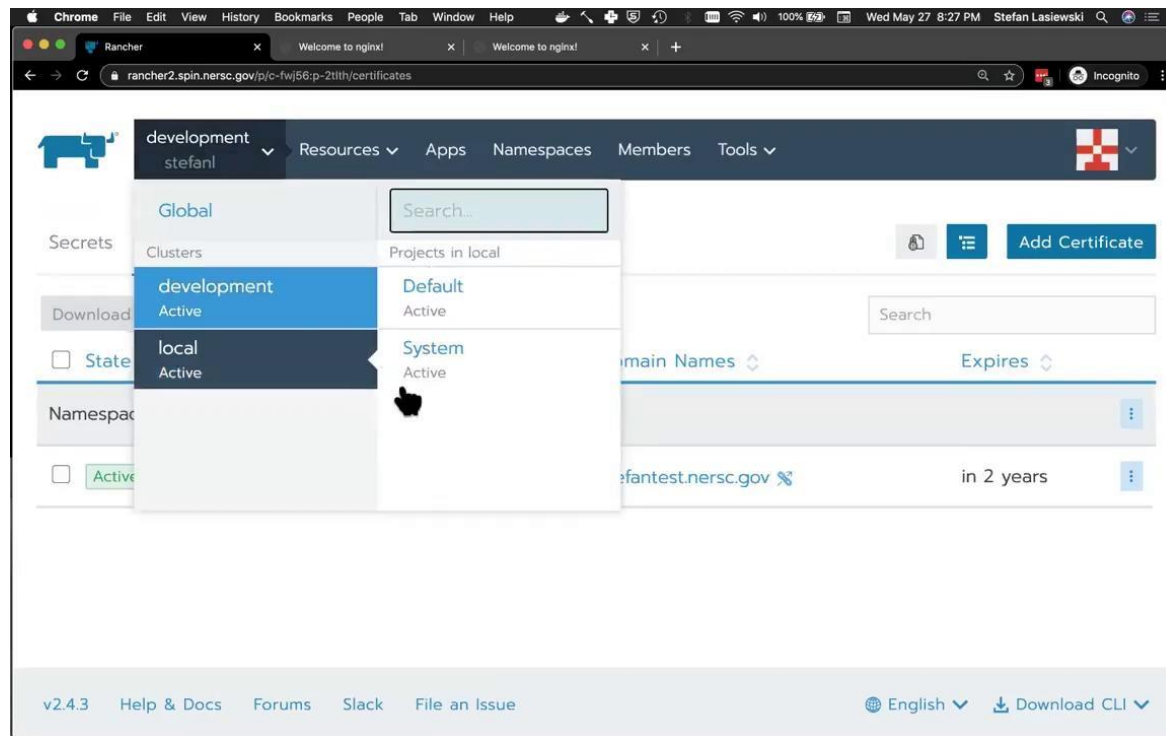 Chrome File Edit View History Bookmarks People Tab Window Help 100% Wed May 27 8:27 PM Stefan Lasiewski
Rancher Welcome to nginx! Welcome to nginx!
rancher2.spin.nersc.gov/p/c-fwj56:p-2tlth/certificates Incognito
development
stefanl
Resources Apps Namespaces Members Tools
Global Search...
Secrets Add Certificate
Clusters Projects in local
development Default
Download Active Active Search
State local System main Names Expires
Active Active
Namespac
Active efantest.nersc.gov in 2 years
v2.4.3 Help & Docs Forums Slack File an Issue English Download CLI